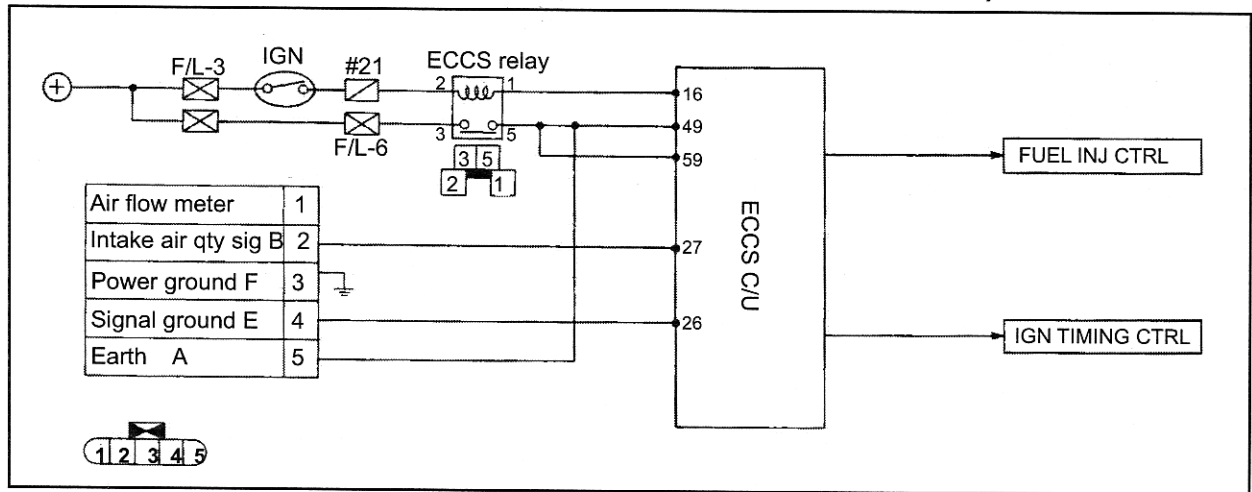 F/L-3 IGN #21 ECCS relay
2 1
16
3 5
49
F/L-6
59
3 5
2 1
FUEL INJ CTRL
Air flow meter 1
Intake air qty sig B 2
27
Power ground F 3
ECCS C/U
Signal ground E 4
26
IGN TIMING CTRL
Earth A 5
1 2 3 4 5